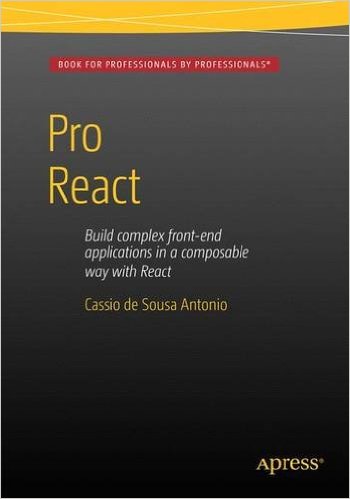 BOOK FOR PROFESSIONALS BY PROFESSIONALS®
Pro
React
Build complex front-end
applications in a composable
way with React
Cassio de Sousa Antonio
Apress®